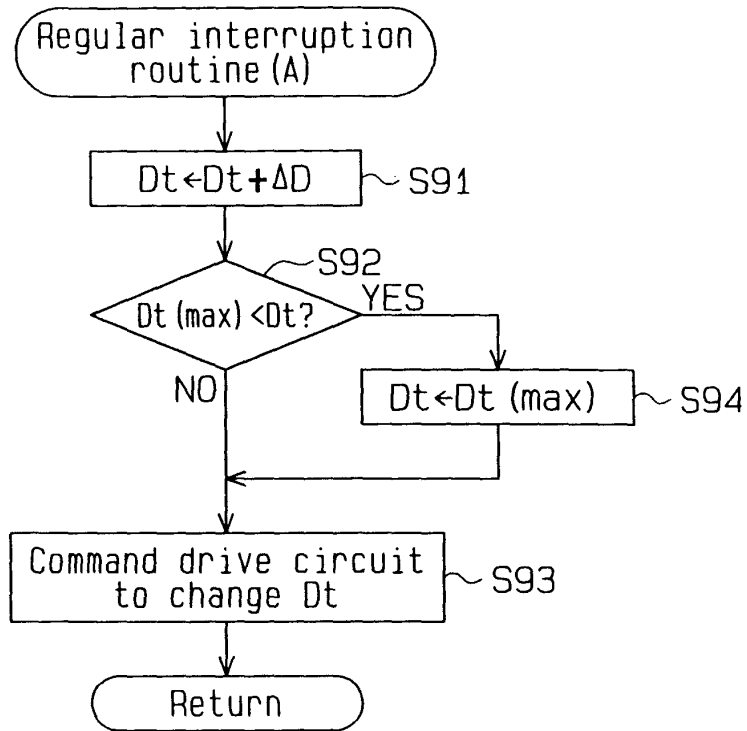 Regular interruption
routine (A)
Dt←Dt+ΔD
S91
S92
Dt (max) <Dt?
YES
NO
Dt←Dt (max)
S94
Command drive circuit
to change Dt
S93
Return